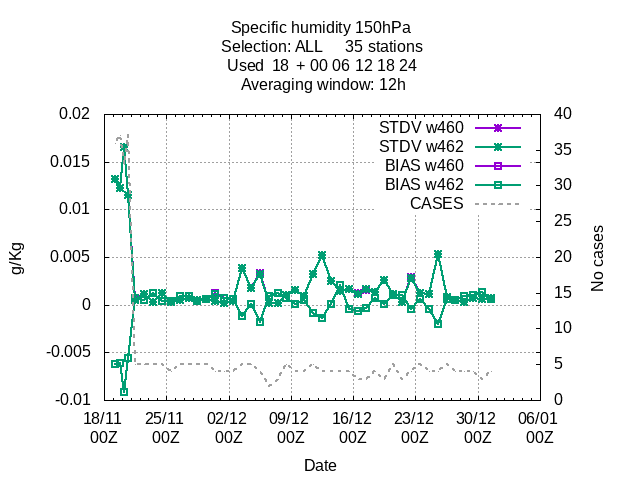 Specific humidity 150hPa
Selection: ALL 35 stations
Used 18 + 00 06 12 18 24
Averaging window: 12h
STDV w460
STDV w462
BIAS w460
BIAS w462
CASES
g/Kg
0.02
0.015
0.01
0.005
0
-0.005
-0.01
No cases
40
35
30
25
20
15
10
5
0
18/11 25/11 02/12 09/12 16/12 23/12 30/12 06/01
00Z 00Z 00Z 00Z 00Z 00Z 00Z 00Z
Date